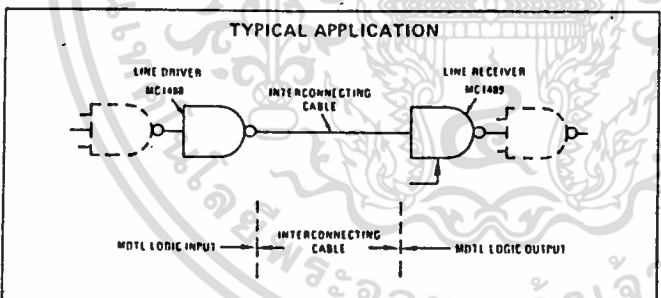 TYPICAL APPLICATION
LINE DRIVER
MC1488
INTERCONNECTING
CABLE
LINE RECEIVER
MC1489
MDTL LOGIC INPUT
INTERCONNECTING
CABLE
MDTL LOGIC OUTPUT